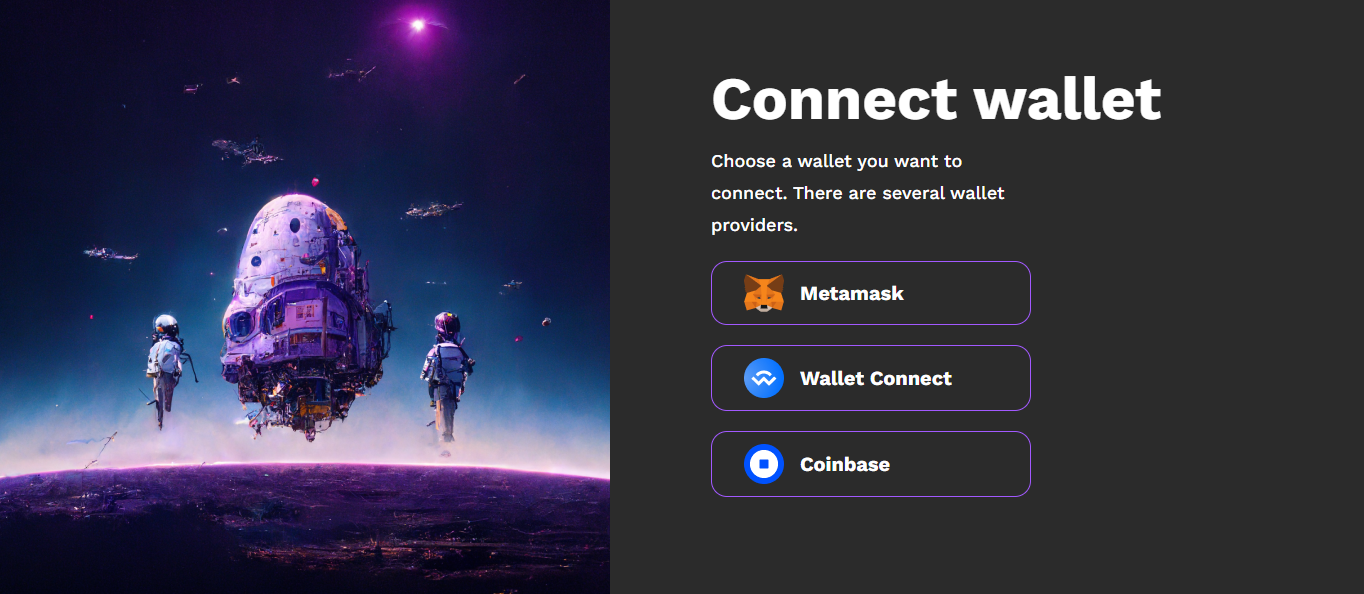 Connect wallet
Choose a wallet you want to
connect. There are several wallet
providers.
Metamask
Wallet Connect
Coinbase